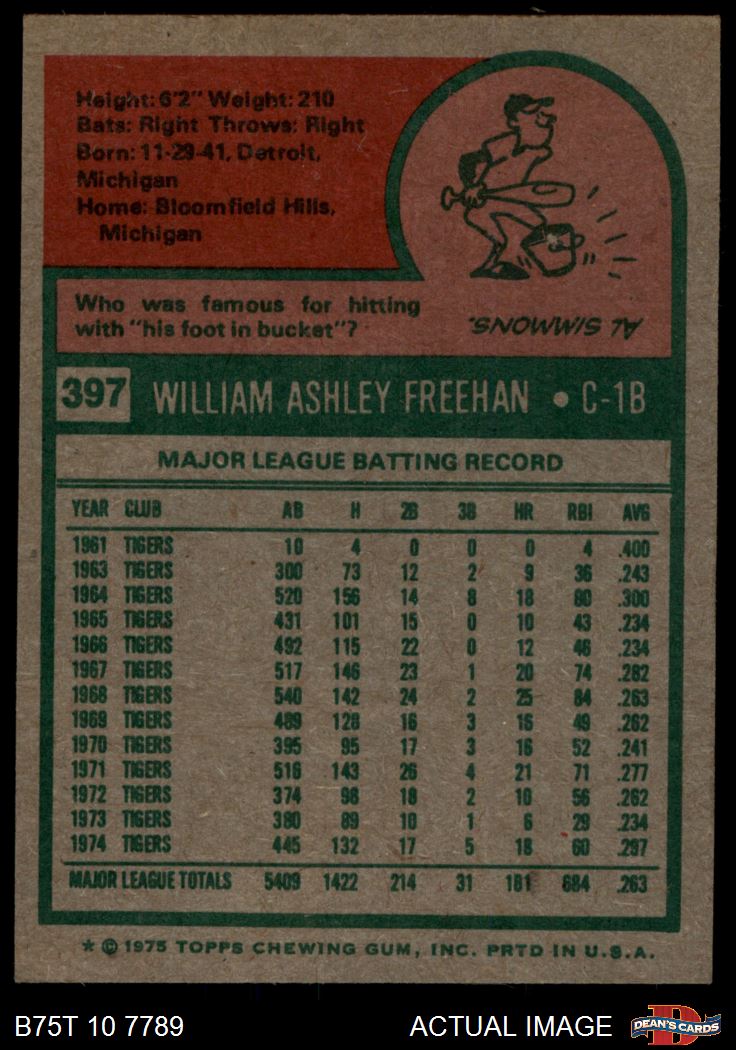 Height: 6'2" Weight: 210
Bats: Right Throws: Right
Born: 11-29-41, Detroit,
Michigan
Home: Bloomfield Hills,
Michigan
Who was famous for hitting
with "his foot in bucket"?
AL SIMMONS.
397 WILLIAM ASHLEY FREEHAN • C-1B
MAJOR LEAGUE BATTING RECORD
YEAR CLUB AB H 2B 3B HR RBI AVG
1961 TIGERS 10 4 0 0 0 4 .400
1963 TIGERS 300 73 12 2 9 36 .243
1964 TIGERS 520 156 14 8 18 80 .300
1965 TIGERS 431 101 15 0 10 43 .234
1966 TIGERS 492 115 22 0 12 46 .234
1967 TIGERS 517 146 23 1 20 74 .282
1968 TIGERS 540 142 24 2 25 84 .263
1969 TIGERS 489 128 16 3 16 49 .262
1970 TIGERS 395 95 17 3 16 52 .241
1971 TIGERS 516 143 26 4 21 71 .277
1972 TIGERS 374 98 18 2 10 56 .262
1973 TIGERS 380 89 10 1 6 29 .234
1974 TIGERS 445 132 17 5 18 60 .297
MAJOR LEAGUE TOTALS 5409 1422 214 31 181 684 .263
* © 1975 TOPPS CHEWING GUM, INC. PRTD IN U.S.A.
B75T 10 7789 ACTUAL IMAGE
D
DEAN'S CARDS